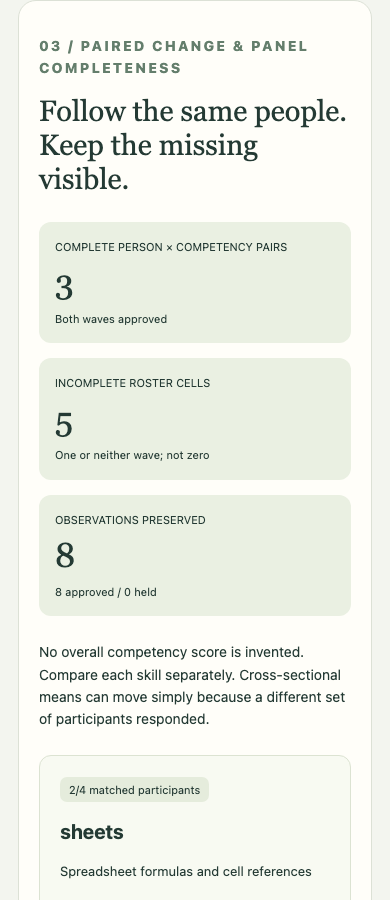 03 / PAIRED CHANGE & PANEL
COMPLETENESS
Follow the same people.
Keep the missing
visible.
COMPLETE PERSON × COMPETENCY PAIRS
3
Both waves approved
INCOMPLETE ROSTER CELLS
5
One or neither wave; not zero
OBSERVATIONS PRESERVED
8
8 approved / 0 held
No overall competency score is invented.
Compare each skill separately. Cross-sectional
means can move simply because a different set
of participants responded.
2/4 matched participants
sheets
Spreadsheet formulas and cell references